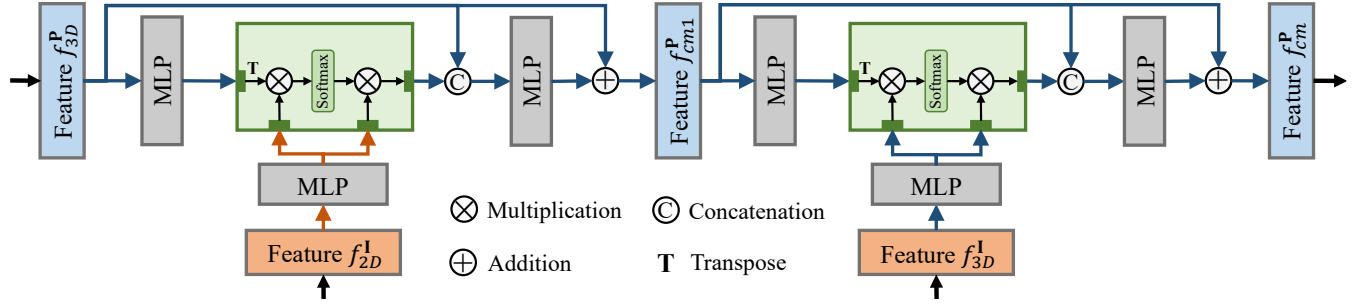 Feature f_{3D}^{P}
MLP
T
Softmax
C
MLP
Feature f_{cm1}^{P}
MLP
T
Softmax
C
MLP
Feature f_{cm}^{P}
MLP
MLP
Multiplication
C Concatenation
Feature f_{2D}^{I}
Addition
T Transpose
Feature f_{3D}^{I}